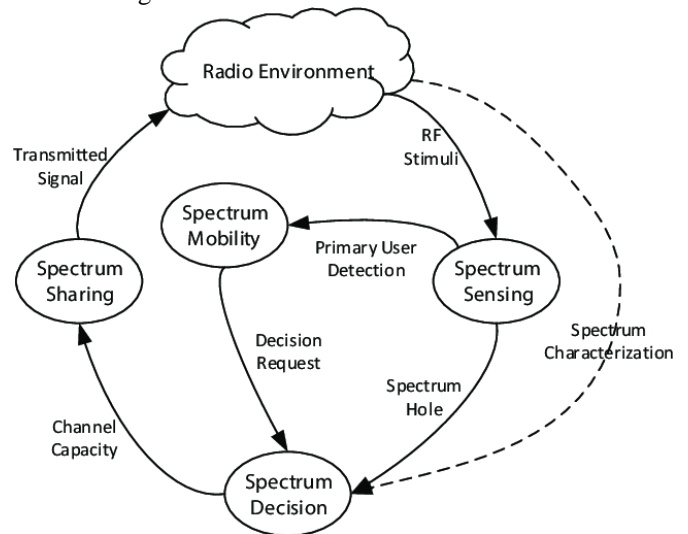 Radio Environment
RF
Stimuli
Transmitted
Signal
Spectrum
Mobility
Primary User
Detection
Spectrum
Sensing
Spectrum
Sharing
Decision
Request
Spectrum
Characterization
Spectrum
Hole
Channel
Capacity
Spectrum
Decision